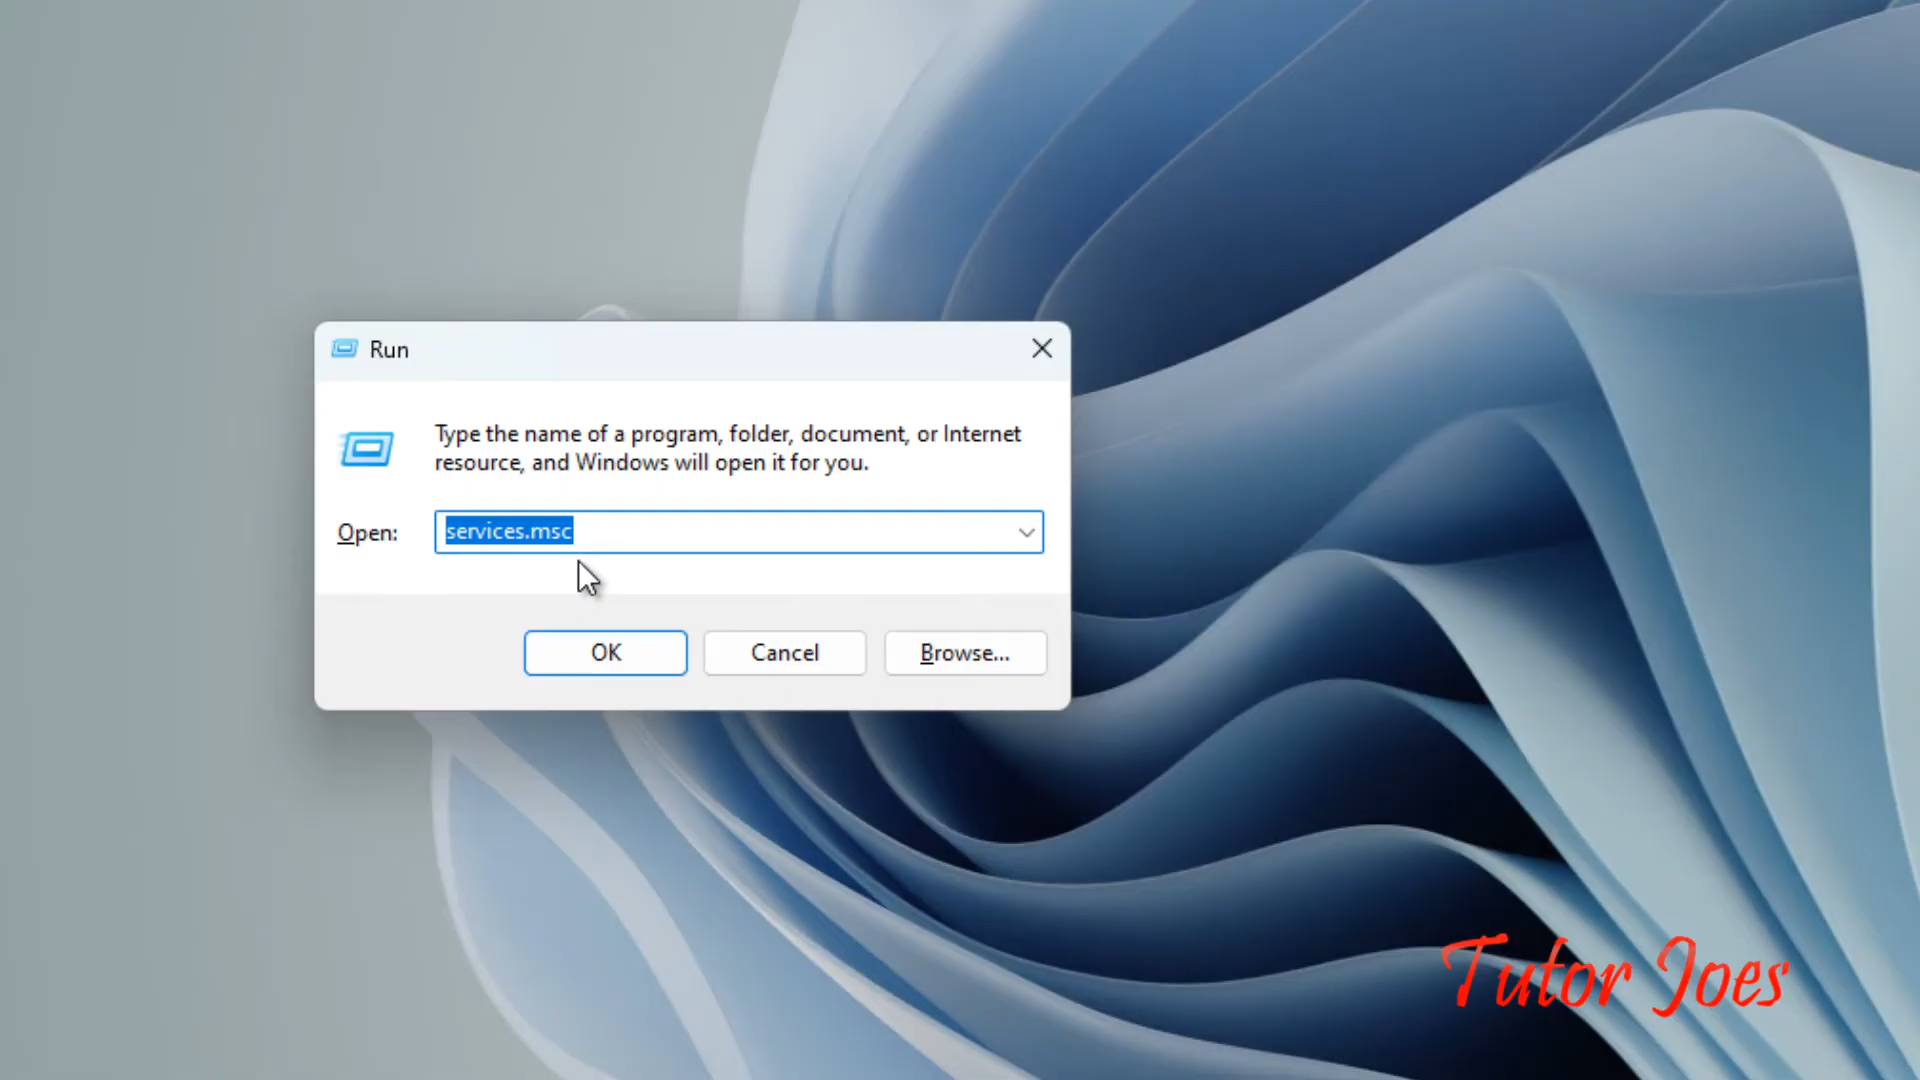 Run
Type the name of a program, folder, document, or Internet
resource, and Windows will open it for you.
Open:
services.msc
OK
Cancel
Browse...
Tutor Joes